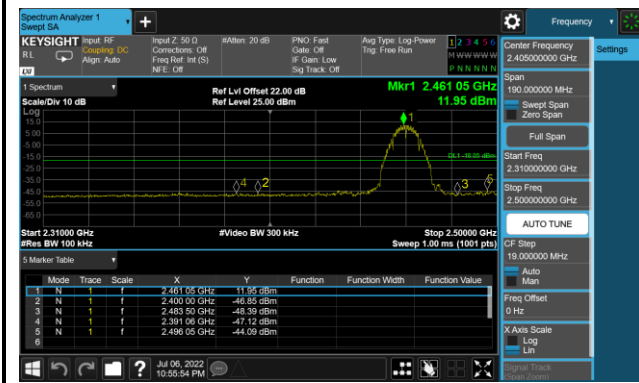 Spectrum Analyzer 1
Swept SA
Frequency
KEYSIGHT Input: RF Input Z: 50 Ω #Atten: 20 dB PNO: Fast Avg Type: Log-Power 1 2 3 4 5 6
RL Coupling: DC Corrections: Off Gate: Off Trig: Free Run M W W W W W
Align: Auto Freq Ref: Int (S) IF Gain: Low
NFE: Off Sig Track: Off P N N N N N
LXI
1 Spectrum
Ref Lvl Offset 22.00 dB
Mkr1 2.461 05 GHz
Scale/Div 10 dB
Ref Level 25.00 dBm
11.95 dBm
Log
15.0
5.00
-5.00
-15.0
-25.0
-35.0
-45.0
-55.0
-65.0
1
4
2
3
5
Start 2.31000 GHz #Video BW 300 kHz Stop 2.50000 GHz
#Res BW 100 kHz Sweep 1.00 ms (1001 pts)
5 Marker Table
Mode Trace Scale X Y Function Function Width Function Value
1 N 1 f 2.461 05 GHz 11.95 dBm
2 N 1 f 2.400 00 GHz -46.85 dBm
3 N 1 f 2.483 50 GHz -48.39 dBm
4 N 1 f 2.391 06 GHz -47.12 dBm
5 N 1 f 2.496 05 GHz -44.09 dBm
6
Jul 06, 2022
10:55:54 PM
Center Frequency
2.405000000 GHz
Settings
Span
190.000000 MHz
Swept Span
Zero Span
Full Span
Start Freq
2.310000000 GHz
Stop Freq
2.500000000 GHz
AUTO TUNE
CF Step
19.000000 MHz
Auto
Man
Freq Offset
0 Hz
X Axis Scale
Log
Lin
Signal Track
(Span Zoom)